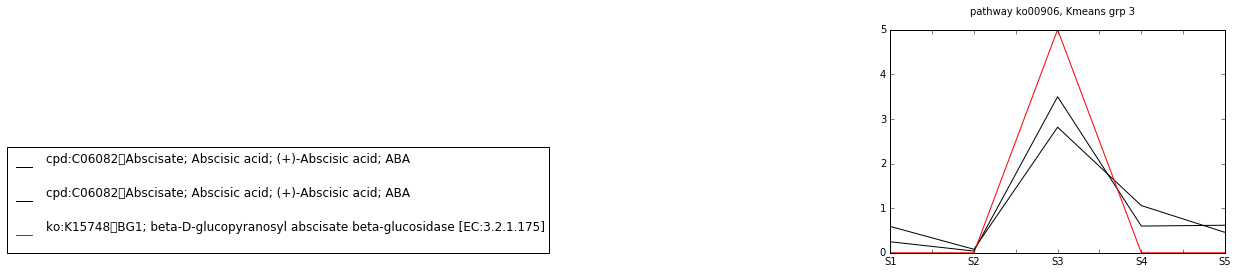 pathway ko00906, Kmeans grp 3
5
4
3
2
1
0
S1 S2 S3 S4 S5
cpd:C06082▯Abscisate; Abscisic acid; (+)-Abscisic acid; ABA
cpd:C06082▯Abscisate; Abscisic acid; (+)-Abscisic acid; ABA
ko:K15748▯BG1; beta-D-glucopyranosyl abscisate beta-glucosidase [EC:3.2.1.175]